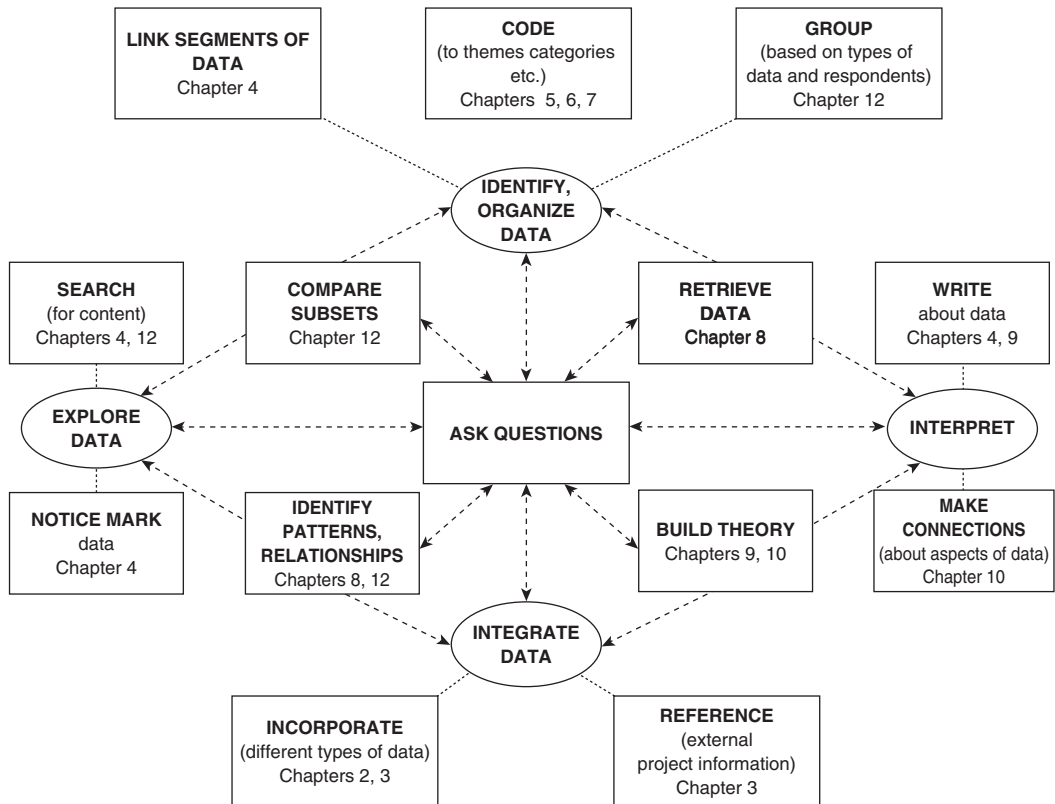 LINK SEGMENTS OF
DATA
Chapter 4
CODE
(to themes categories
etc.)
Chapters 5, 6, 7
GROUP
(based on types of
data and respondents)
Chapter 12
IDENTIFY,
ORGANIZE
DATA
SEARCH
(for content)
Chapters 4, 12
COMPARE
SUBSETS
Chapter 12
RETRIEVE
DATA
Chapter 8
WRITE
about data
Chapters 4, 9
EXPLORE
DATA
ASK QUESTIONS
INTERPRET
NOTICE MARK
data
Chapter 4
IDENTIFY
PATTERNS,
RELATIONSHIPS
Chapters 8, 12
BUILD THEORY
Chapters 9, 10
MAKE
CONNECTIONS
(about aspects of data)
Chapter 10
INTEGRATE
DATA
INCORPORATE
(different types of data)
Chapters 2, 3
REFERENCE
(external
project information)
Chapter 3